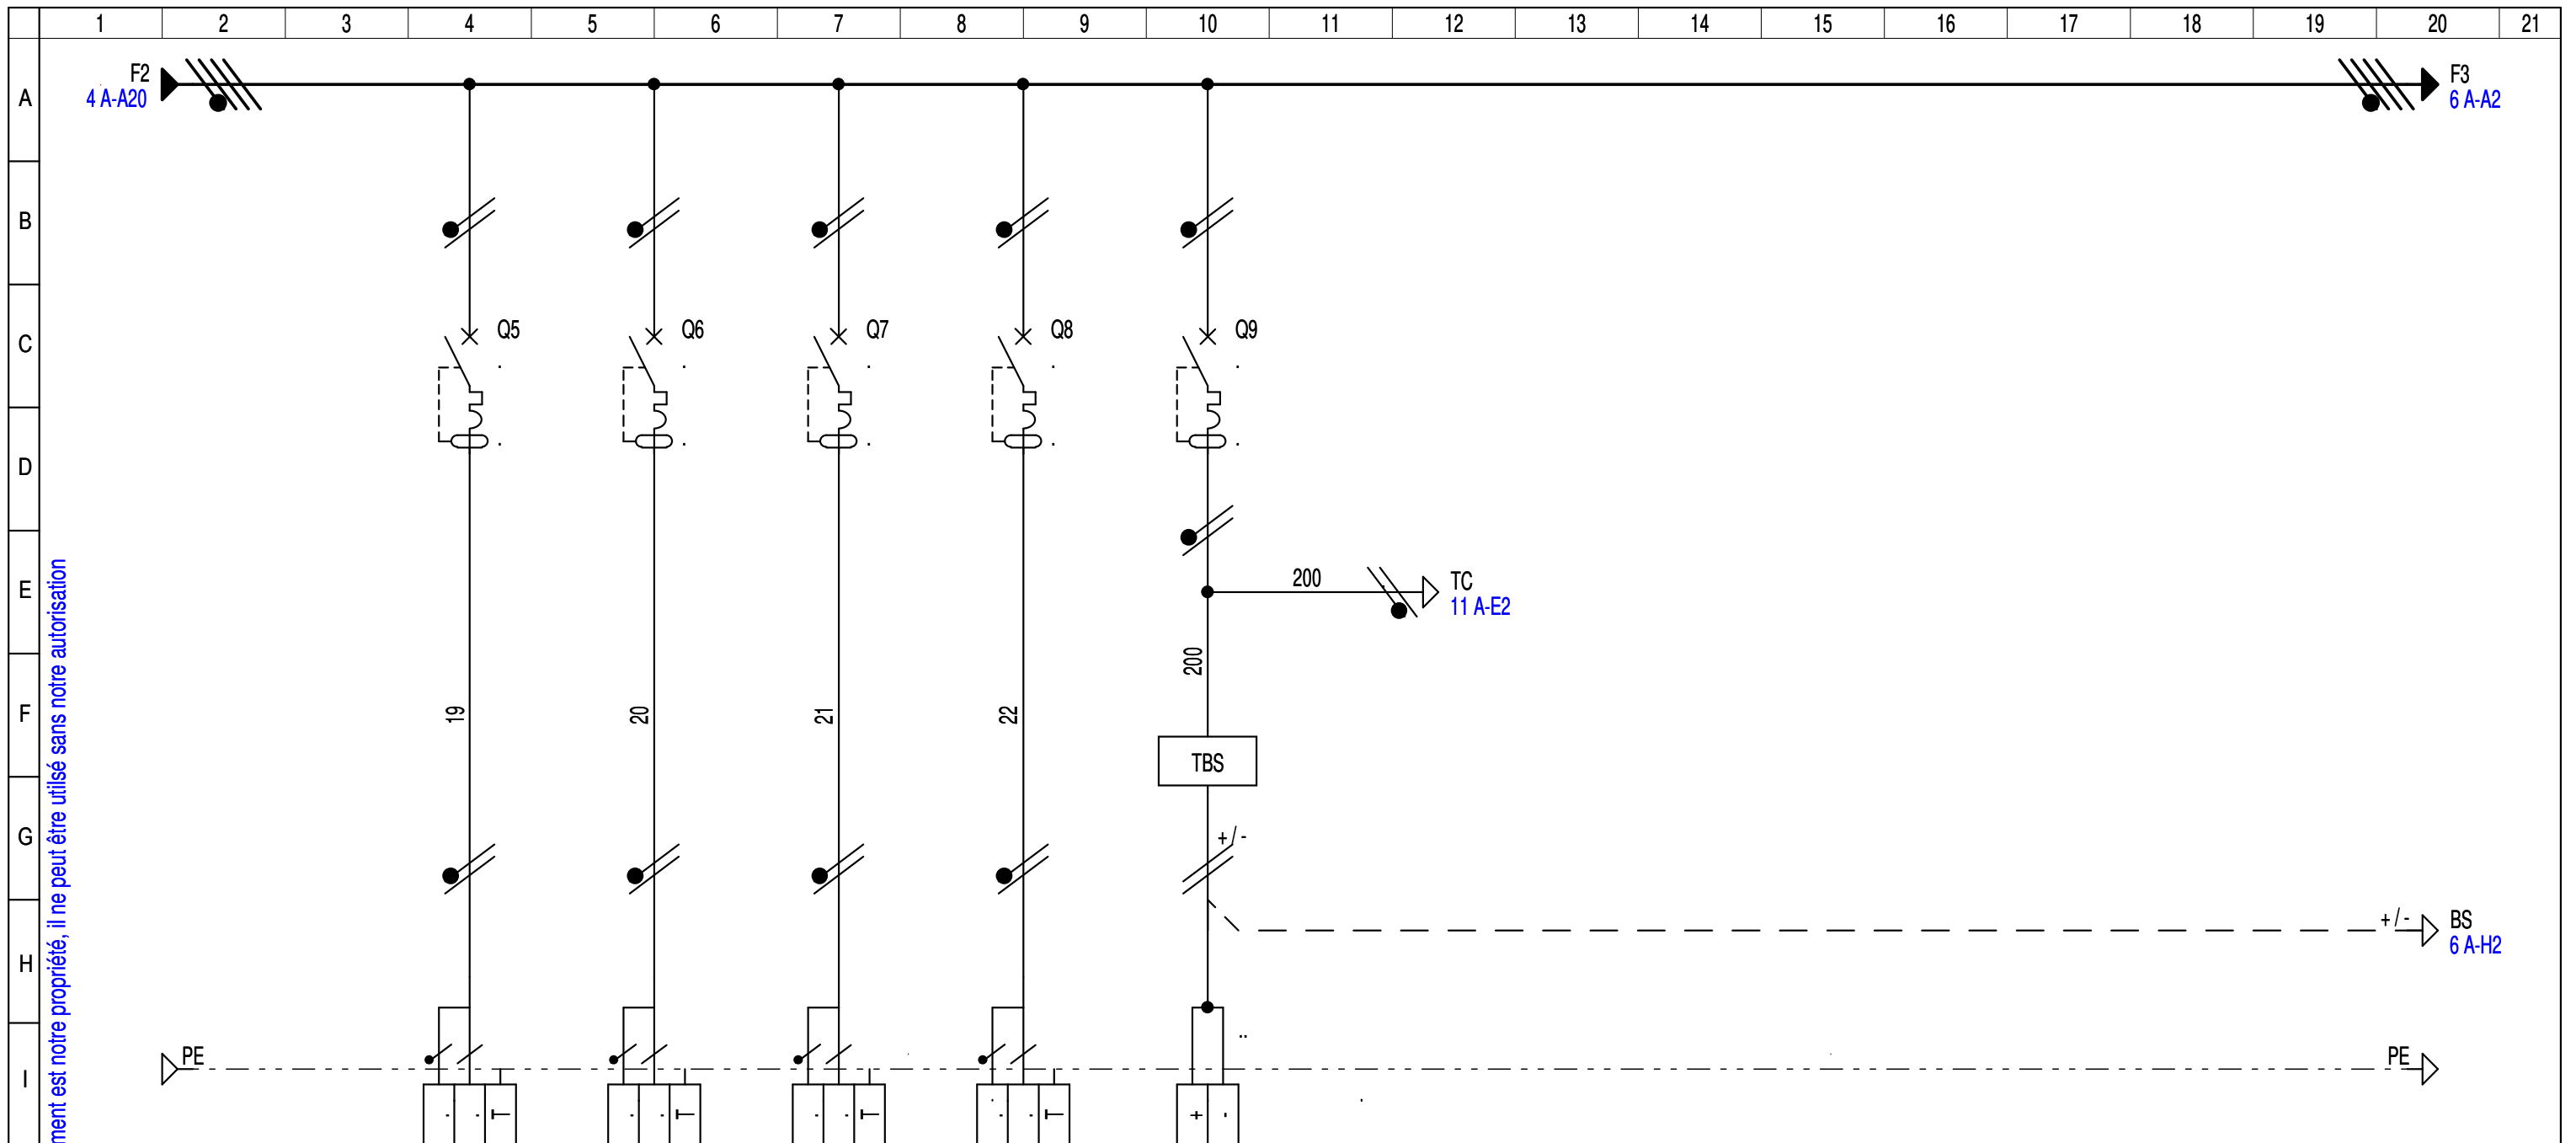 1 2 3 4 5 6 7 8 9 10 11 12 13 14 15 16 17 18 19 20 21
A
F2
4 A-A20
F3
6 A-A2
B
C
Q5 Q6 Q7 Q8 Q9
D
E
200
TC
11 A-E2
200
F
19 20 21 22
TBS
G
+ / -
H
+ / -
BS
6 A-H2
I
PE
PE
+ -
ment est notre propriété, il ne peut être utilsé sans notre autorisation